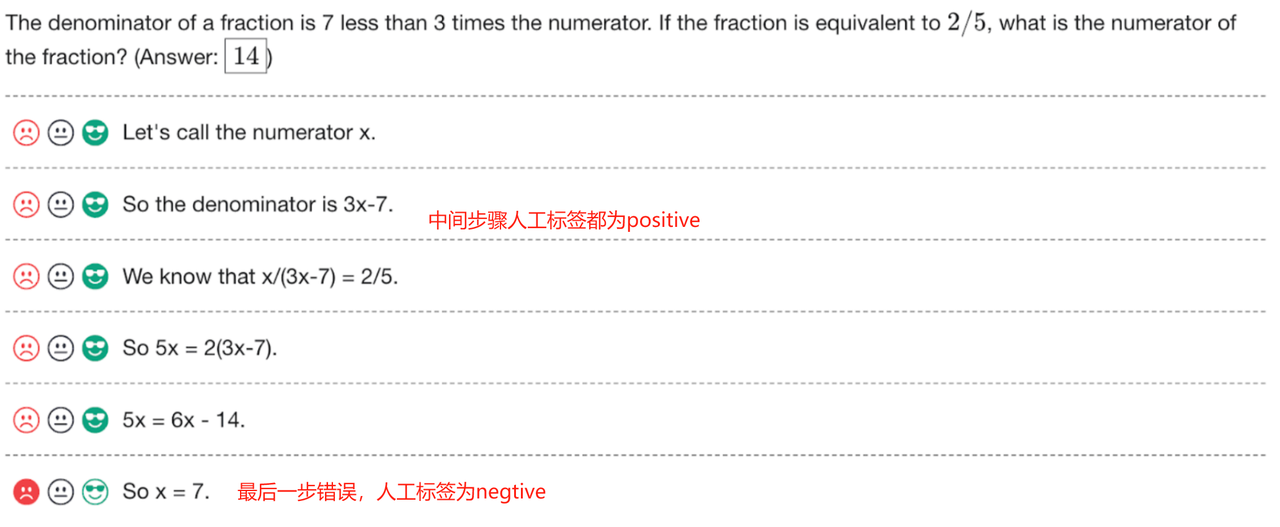 The denominator of a fraction is 7 less than 3 times the numerator. If the fraction is equivalent to 2/5, what is the numerator of
the fraction? (Answer: 14)
Let's call the numerator x.
So the denominator is 3x-7.
中间步骤人工标签都为positive
We know that x/(3x-7) = 2/5.
So 5x = 2(3x-7).
5x = 6x - 14.
So x = 7. 最后一步错误，人工标签为negtive